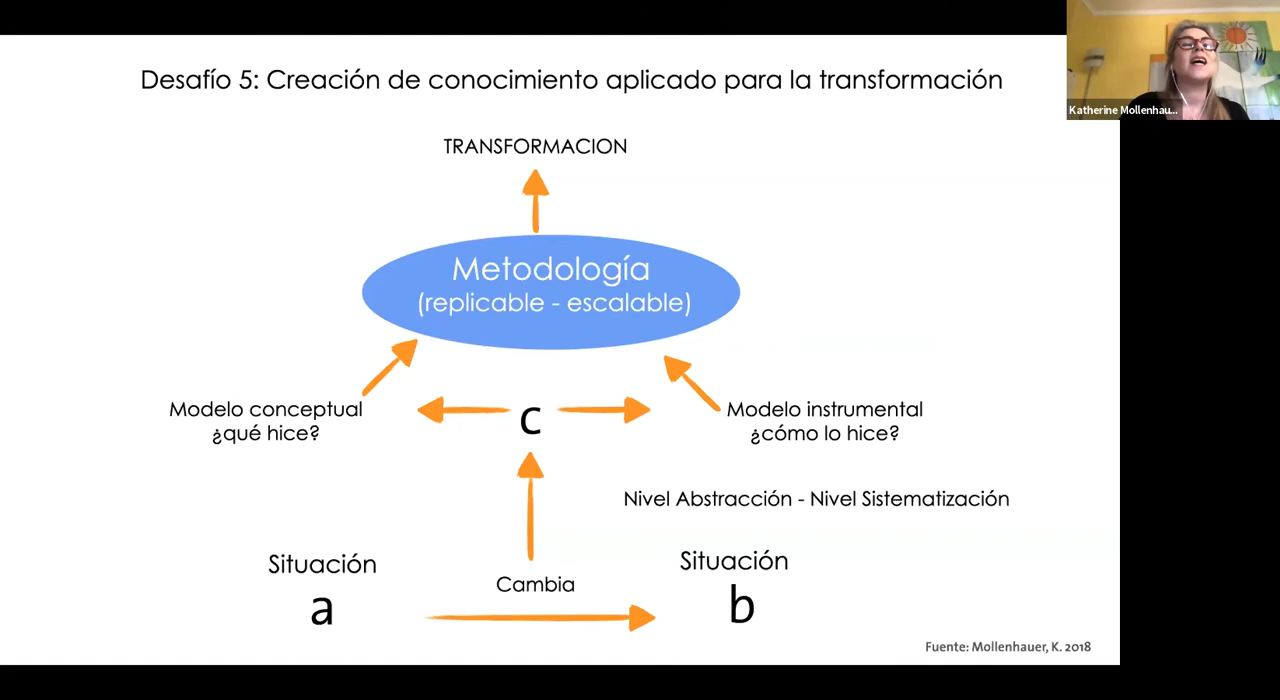 Desafío 5: Creación de conocimiento aplicado para la transformación
Katherine Mollenhau...
TRANSFORMACION
Metodología
(replicable - escalable)
Modelo conceptual
¿qué hice?
c
Modelo instrumental
¿cómo lo hice?
Nivel Abstracción - Nivel Sistematización
Situación
a
Cambia
Situación
b
Fuente: Mollenhauer, K. 2018